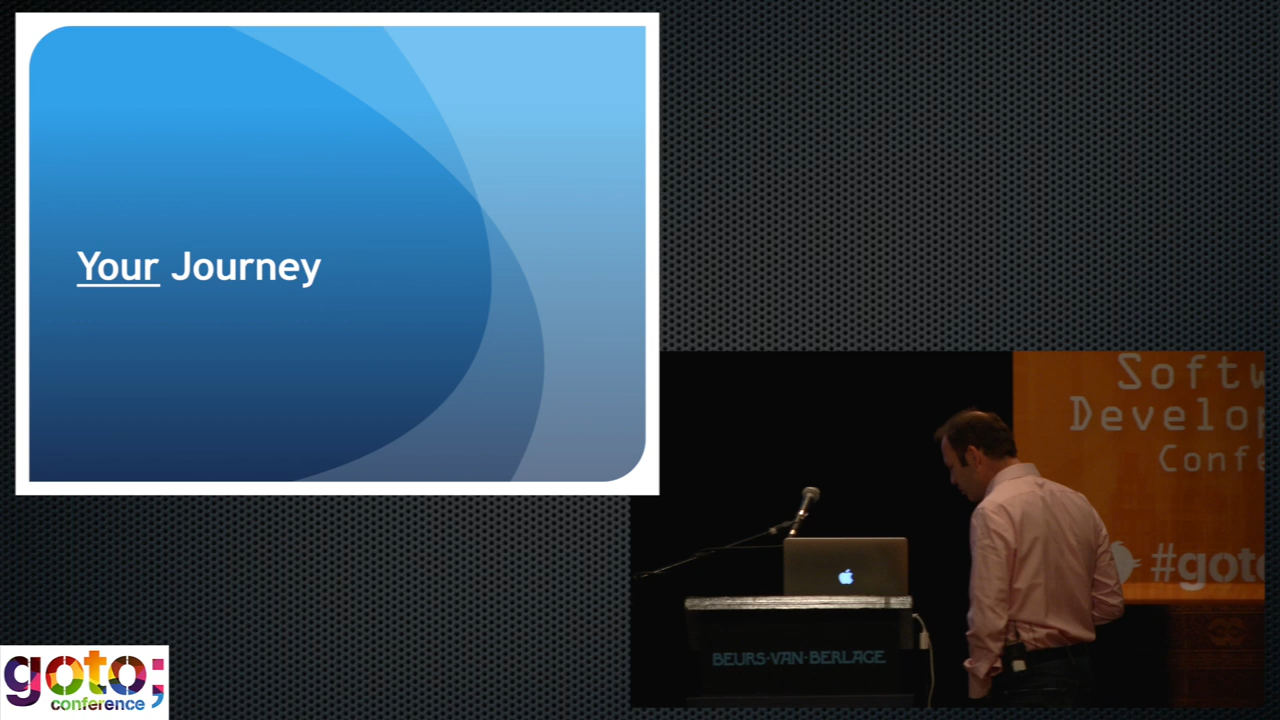 Your Journey
Softw
Develop
Confe
#goto
BEURS·VAN·BERLAGE
goto;
conference